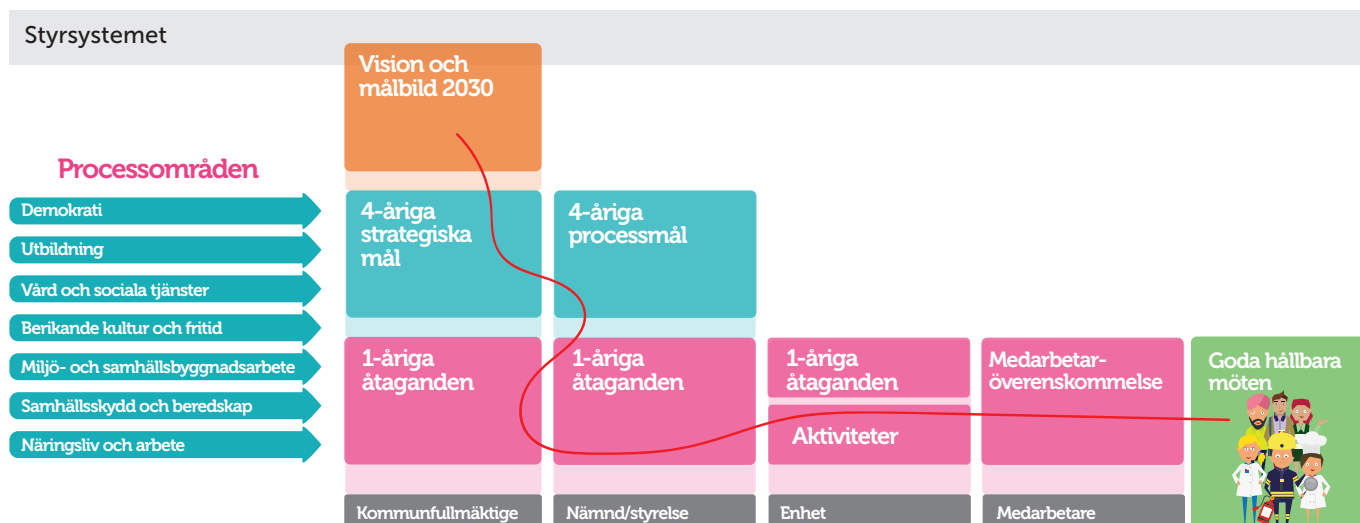 Styrsystemet
Vision och
målbild 2030
Processområden
Demokrati
Utbildning
Vård och sociala tjänster
Berikande kultur och fritid
Miljö- och samhällsbyggnadsarbete
Samhällsskydd och beredskap
Näringsliv och arbete
4-åriga
strategiska
mål
4-åriga
processmål
1-åriga
åtaganden
1-åriga
åtaganden
1-åriga
åtaganden
Aktiviteter
Medarbetar-
överenskommelse
Goda hållbara
möten
Kommunfullmäktige
Nämnd/styrelse
Enhet
Medarbetare